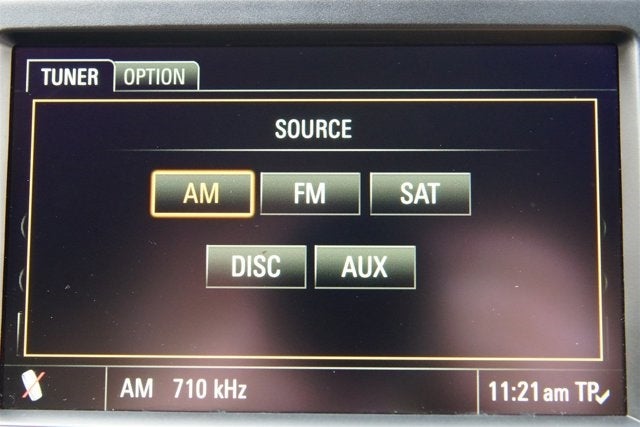 TUNER OPTION
SOURCE
AM FM SAT
DISC AUX
AM 710 kHz 11:21 am TP